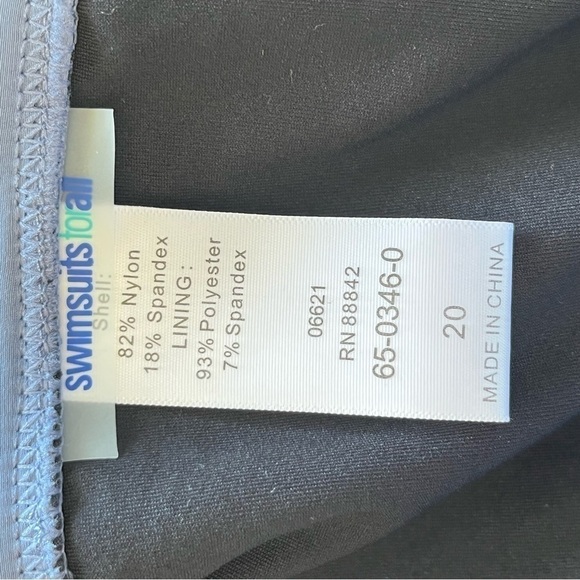 swimsuitsforall
Shell:
82% Nylon
18% Spandex
LINING :
93% Polyester
7% Spandex
06621
RN 88842
65-0346-0
20
MADE IN CHINA